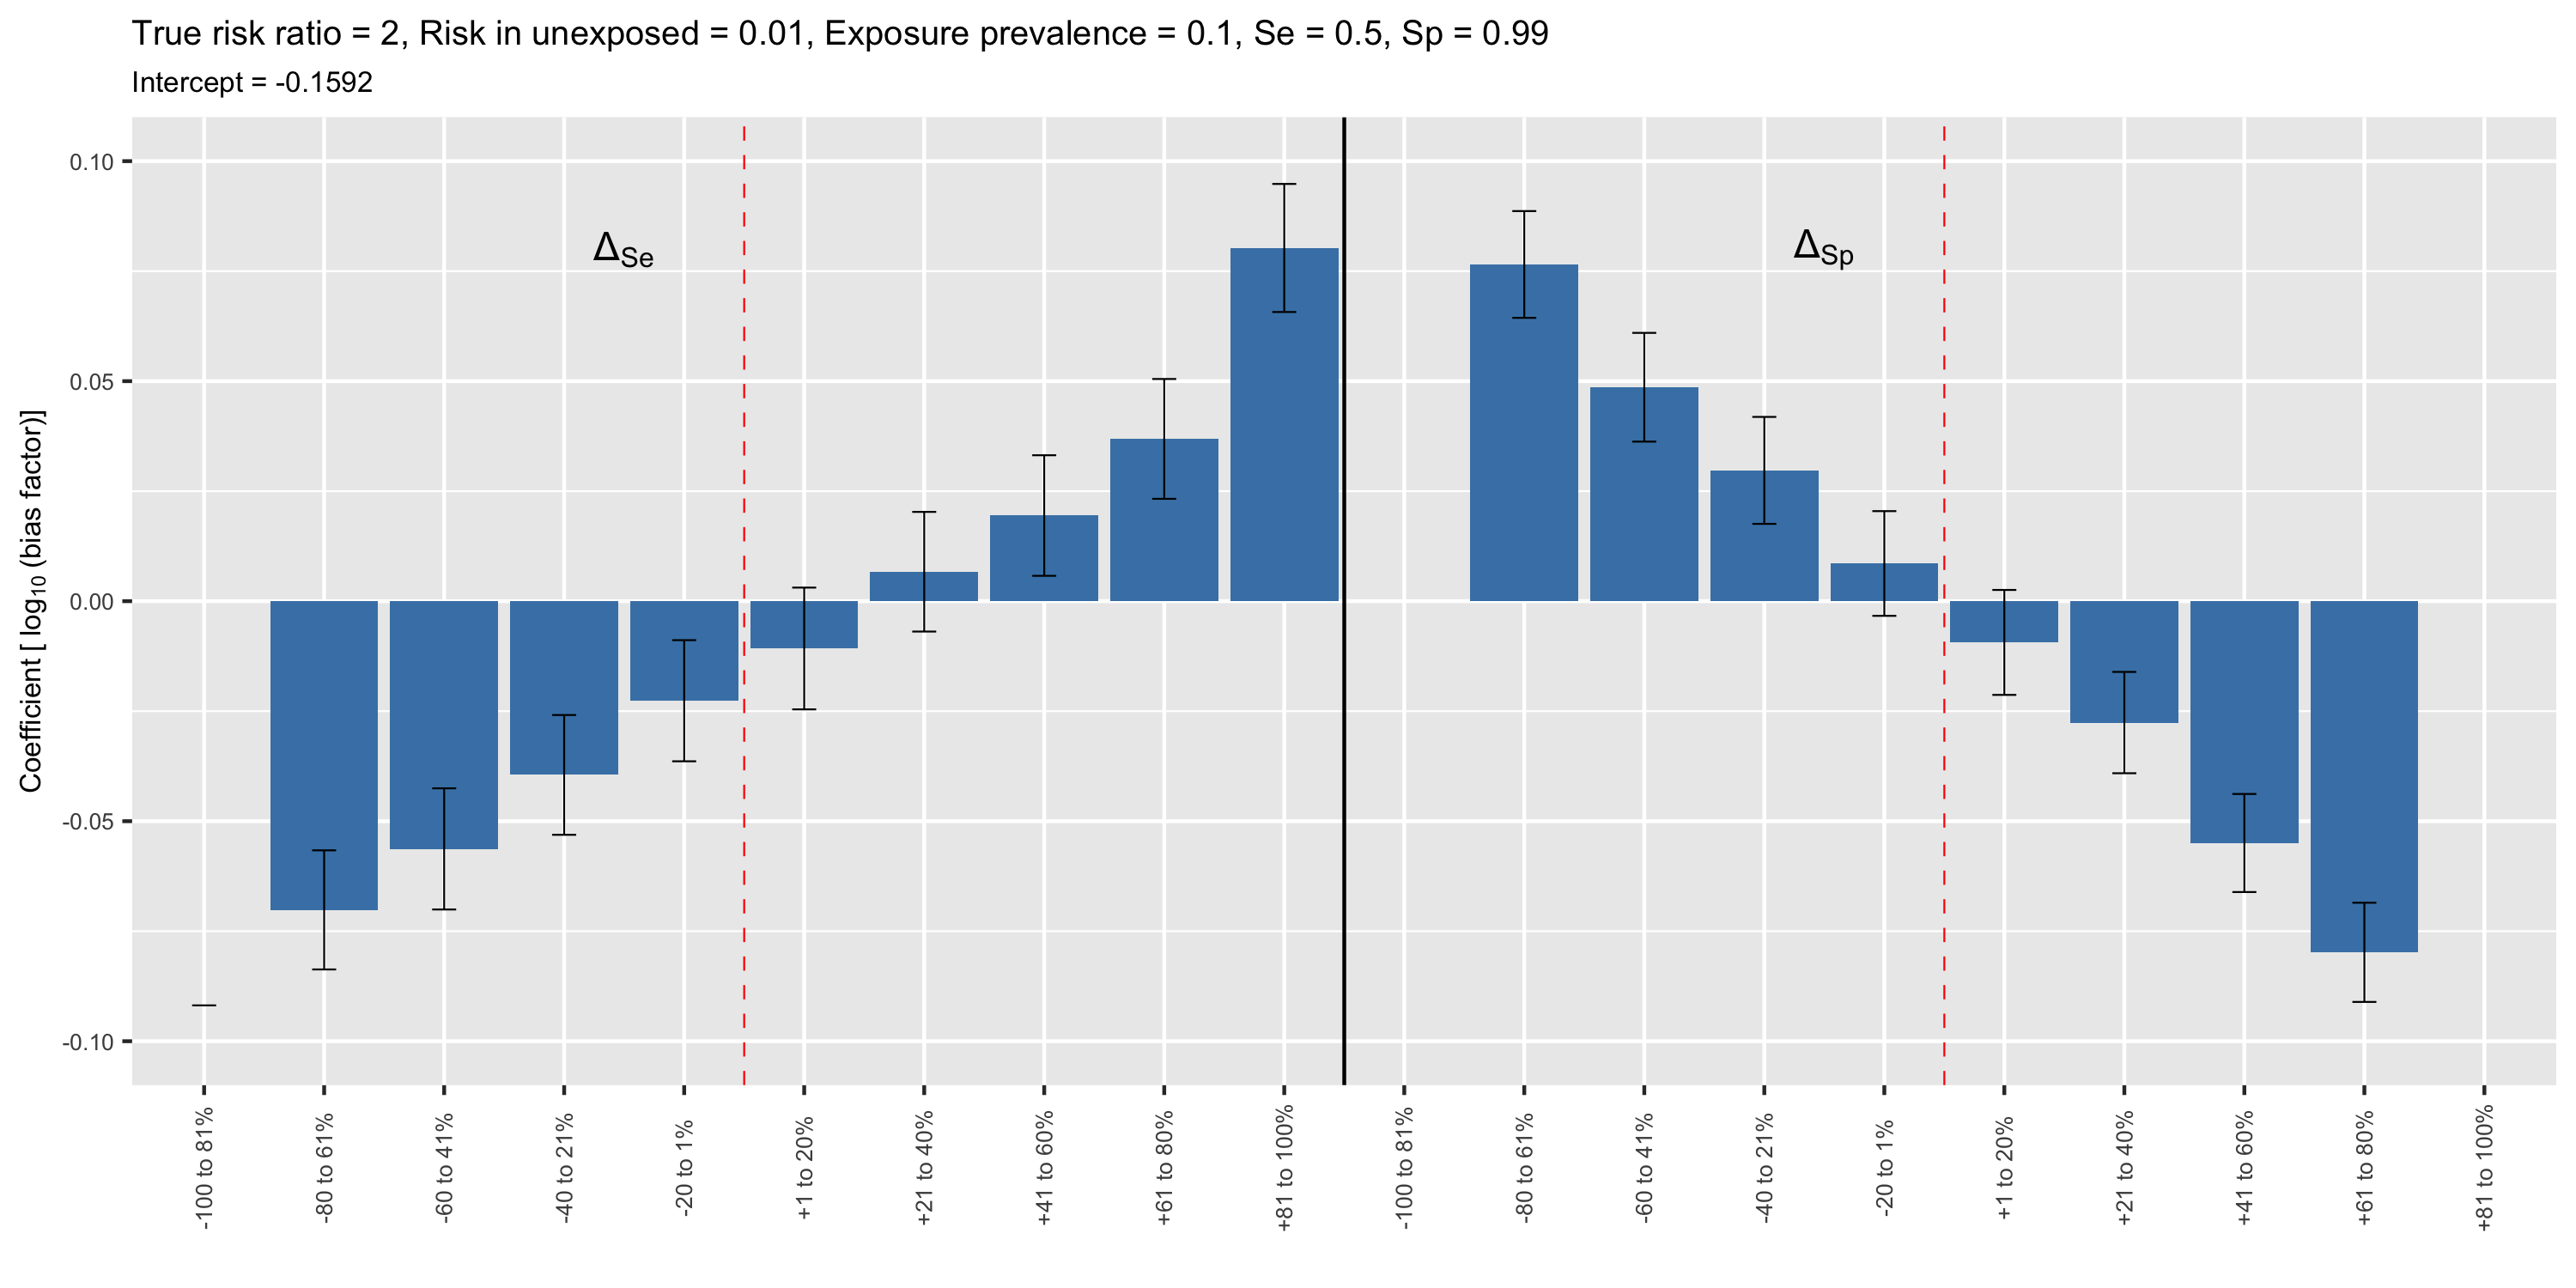 True risk ratio = 2, Risk in unexposed = 0.01, Exposure prevalence = 0.1, Se = 0.5, Sp = 0.99
Intercept = -0.1592
Coefficient [ log10 (bias factor)]
0.10
0.05
0.00
-0.05
-0.10
ΔSe
ΔSp
-100 to 81%
-80 to 61%
-60 to 41%
-40 to 21%
-20 to 1%
+1 to 20%
+21 to 40%
+41 to 60%
+61 to 80%
+81 to 100%
-100 to 81%
-80 to 61%
-60 to 41%
-40 to 21%
-20 to 1%
+1 to 20%
+21 to 40%
+41 to 60%
+61 to 80%
+81 to 100%